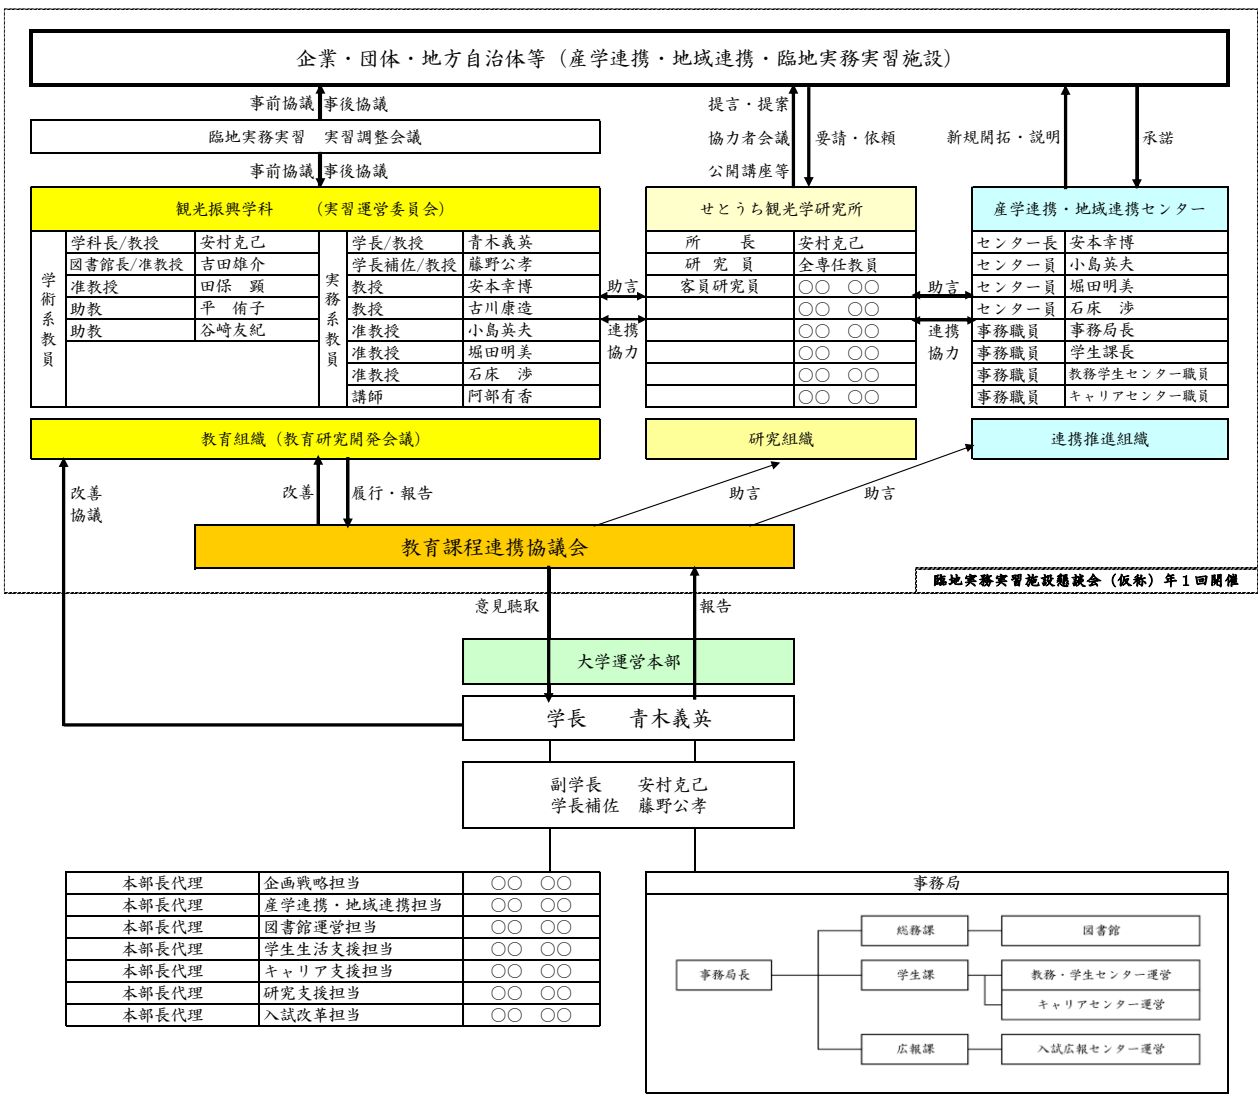 企業・団体・地方自治体等（産学連携・地域連携・臨地実務実習施設）
事前協議 事後協議
臨地実務実習　実習調整会議
事前協議 事後協議
提言・提案
協力者会議 要請・依頼
公開講座等
新規開拓・説明 承諾
観光振興学科　（実習運営委員会）
学術系教員
学科長/教授 安村克己
図書館長/准教授 吉田雄介
准教授 田保　顕
助教 平　侑子
助教 谷﨑友紀
実務系教員
学長/教授 青木義英
学長補佐/教授 藤野公孝
教授 安本幸博
教授 古川康造
准教授 小島英夫
准教授 堀田明美
准教授 石床　渉
講師 阿部有香
助言
連携
協力
せとうち観光学研究所
所　長 安村克己
研究員 全専任教員
客員研究員 〇〇　〇〇
〇〇　〇〇
〇〇　〇〇
〇〇　〇〇
〇〇　〇〇
〇〇　〇〇
助言
連携
協力
産学連携・地域連携センター
センター長 安本幸博
センター員 小島英夫
センター員 堀田明美
センター員 石床　渉
事務職員 事務局長
事務職員 学生課長
事務職員 教務学生センター職員
事務職員 キャリアセンター職員
教育組織（教育研究開発会議）
研究組織
連携推進組織
改善
協議
改善 履行・報告
助言
助言
教育課程連携協議会
臨地実務実習施設懇談会（仮称）年１回開催
意見聴取 報告
大学運営本部
学長　青木義英
副学長　安村克己
学長補佐　藤野公孝
本部長代理 企画戦略担当 〇〇　〇〇
本部長代理 産学連携・地域連携担当 〇〇　〇〇
本部長代理 図書館運営担当 〇〇　〇〇
本部長代理 学生生活支援担当 〇〇　〇〇
本部長代理 キャリア支援担当 〇〇　〇〇
本部長代理 研究支援担当 〇〇　〇〇
本部長代理 入試改革担当 〇〇　〇〇
事務局
総務課 図書館
事務局長 学生課 教務・学生センター運営
キャリアセンター運営
広報課 入試広報センター運営